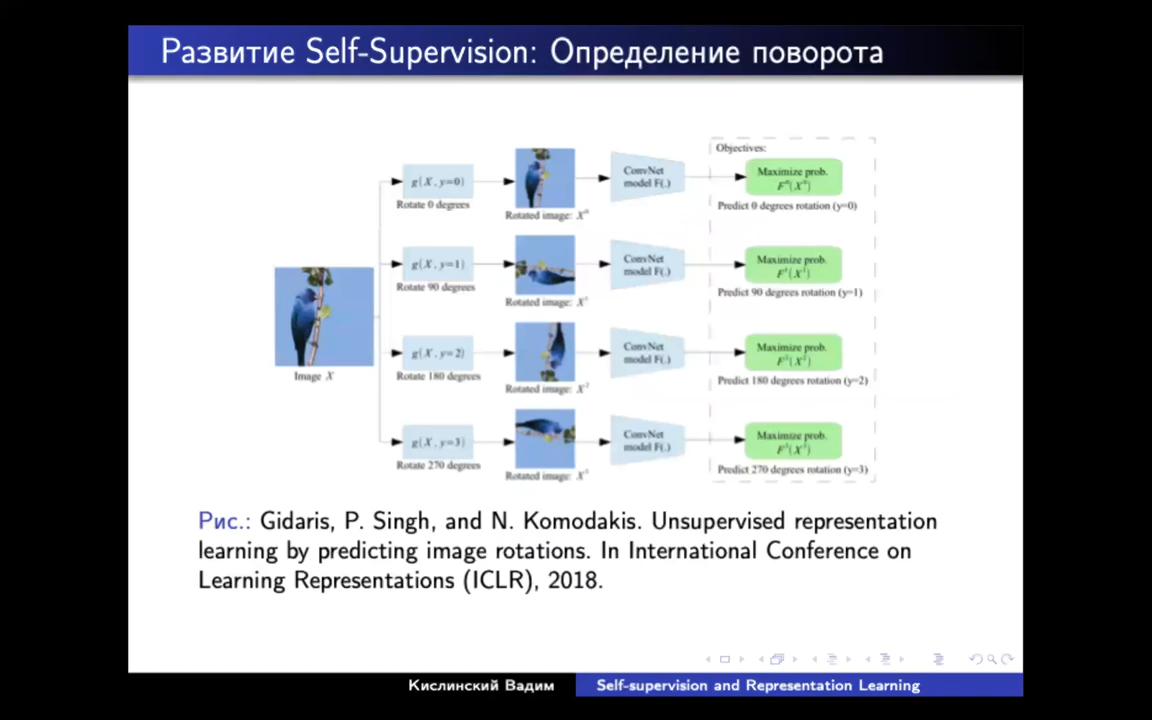 Развитие Self-Supervision: Определение поворота
Objectives:
g(X, y=0)
Rotate 0 degrees
Rotated image: X⁰
ConvNet
model F(.)
Maximize prob.
F⁰(X⁰)
Predict 0 degrees rotation (y=0)
g(X, y=1)
Rotate 90 degrees
Rotated image: X¹
ConvNet
model F(.)
Maximize prob.
F¹(X¹)
Predict 90 degrees rotation (y=1)
Image X
g(X, y=2)
Rotate 180 degrees
Rotated image: X²
ConvNet
model F(.)
Maximize prob.
F²(X²)
Predict 180 degrees rotation (y=2)
g(X, y=3)
Rotate 270 degrees
Rotated image: X³
ConvNet
model F(.)
Maximize prob.
F³(X³)
Predict 270 degrees rotation (y=3)
Рис.: Gidaris, P. Singh, and N. Komodakis. Unsupervised representation
learning by predicting image rotations. In International Conference on
Learning Representations (ICLR), 2018.
Кислинский Вадим
Self-supervision and Representation Learning